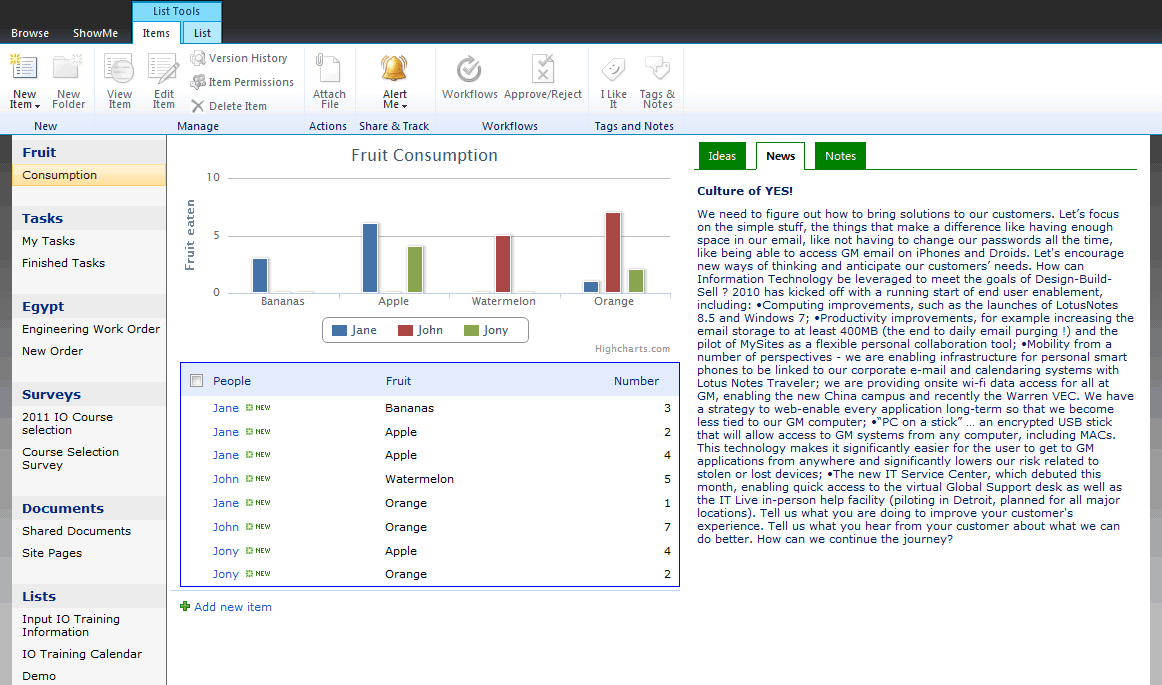 List Tools
Browse ShowMe Items List
New Item New Folder View Item Edit Item Version History Item Permissions Delete Item Attach File Alert Me Workflows Approve/Reject I Like It Tags & Notes
New Manage Actions Share & Track Workflows Tags and Notes
Fruit
Consumption
Tasks
My Tasks
Finished Tasks
Egypt
Engineering Work Order
New Order
Surveys
2011 IO Course
selection
Course Selection
Survey
Documents
Shared Documents
Site Pages
Lists
Input IO Training
Information
IO Training Calendar
Demo
Fruit Consumption
Fruit eaten
10
5
0
Bananas Apple Watermelon Orange
Jane John Jony
Highcharts.com
People Fruit Number
Jane NEW Bananas 3
Jane NEW Apple 2
Jane NEW Apple 4
John NEW Watermelon 5
Jane NEW Orange 1
John NEW Orange 7
Jony NEW Apple 4
Jony NEW Orange 2
Add new item
Ideas News Notes
Culture of YES!
We need to figure out how to bring solutions to our customers. Let´s focus
on the simple stuff, the things that make a difference like having enough
space in our email, like not having to change our passwords all the time,
like being able to access GM email on iPhones and Droids. Let's encourage
new ways of thinking and anticipate our customers’ needs. How can
Information Technology be leveraged to meet the goals of Design-Build-
Sell ? 2010 has kicked off with a running start of end user enablement,
including: •Computing improvements, such as the launches of LotusNotes
8.5 and Windows 7; •Productivity improvements, for example increasing the
email storage to at least 400MB (the end to daily email purging !) and the
pilot of MySites as a flexible personal collaboration tool; •Mobility from a
number of perspectives - we are enabling infrastructure for personal smart
phones to be linked to our corporate e-mail and calendaring systems with
Lotus Notes Traveler; we are providing onsite wi-fi data access for all at
GM, enabling the new China campus and recently the Warren VEC. We have
a strategy to web-enable every application long-term so that we become
less tied to our GM computer; •“PC on a stick” … an encrypted USB stick
that will allow access to GM systems from any computer, including MACs.
This technology makes it significantly easier for the user to get to GM
applications from anywhere and significantly lowers our risk related to
stolen or lost devices; •The new IT Service Center, which debuted this
month, enabling quick access to the virtual Global Support desk as well as
the IT Live in-person help facility (piloting in Detroit, planned for all major
locations). Tell us what you are doing to improve your customer's
experience. Tell us what you hear from your customer about what we can
do better. How can we continue the journey?